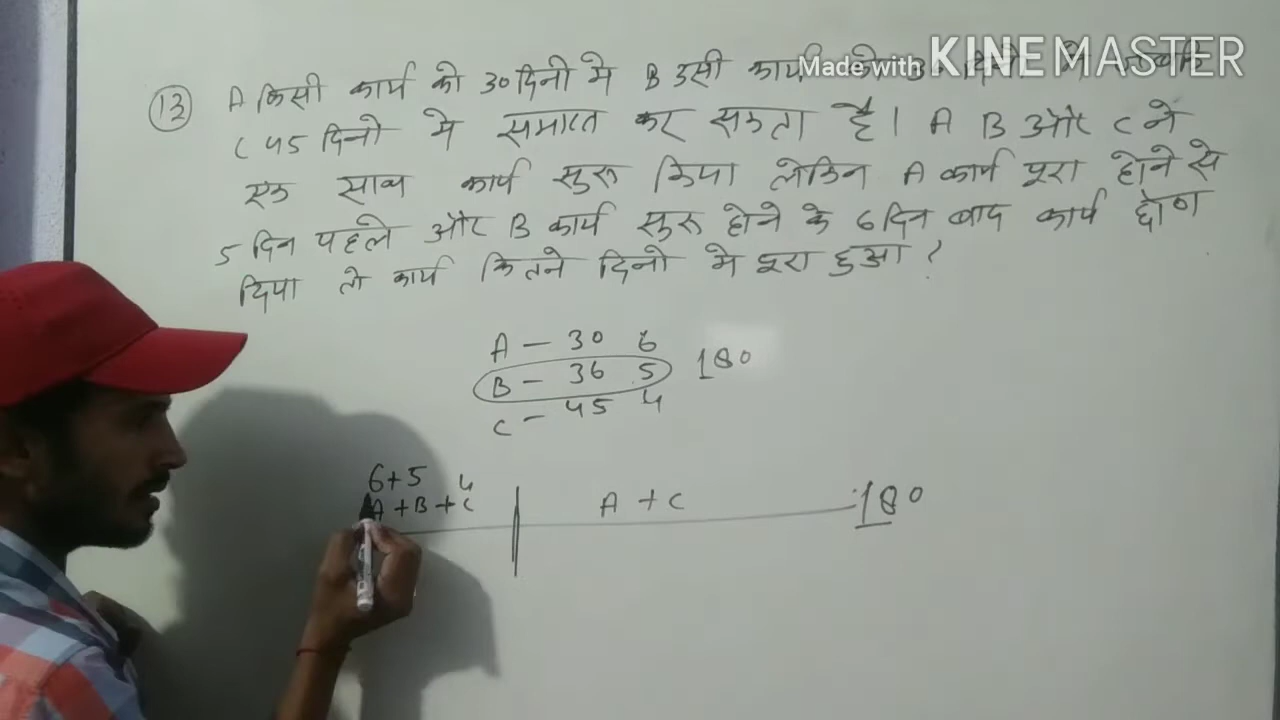 Made with KINEMASTER
(13) A किसी कार्य को 30 दिनो मे B उसी कार्य
C 45 दिनो मे समाप्त कर सकता है। A B और C ने
एक साथ कार्य सुरू किया लेकिन A कार्य पूरा होने से
5 दिन पहले और B कार्य सुरू होने के 6 दिन बाद कार्य छोण
दिया तो कार्य कितने दिनो मे पूरा हुआ ?
A – 30 6
B – 36 5 180
C – 45 4
6+5 4
A + B + C A + C 180